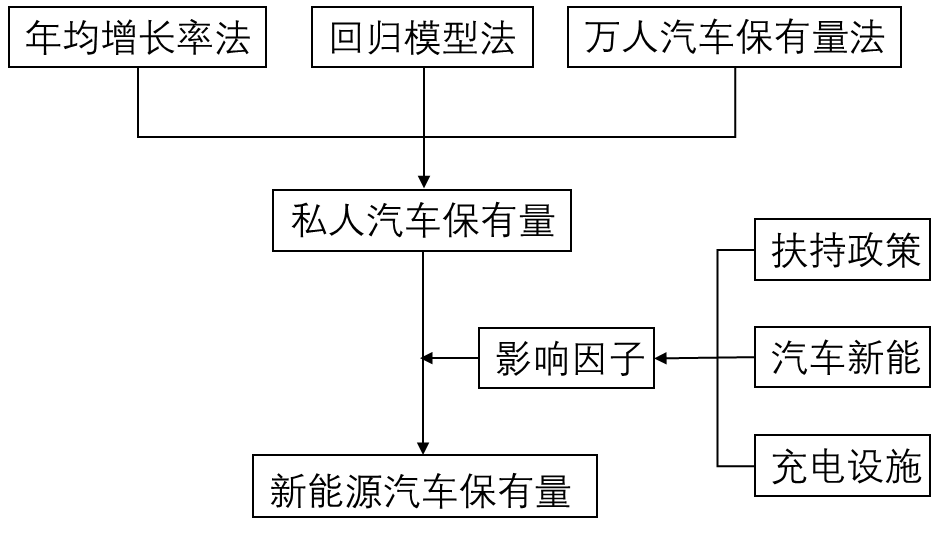 年均增长率法
回归模型法
万人汽车保有量法
私人汽车保有量
扶持政策
影响因子
汽车新能
充电设施
新能源汽车保有量